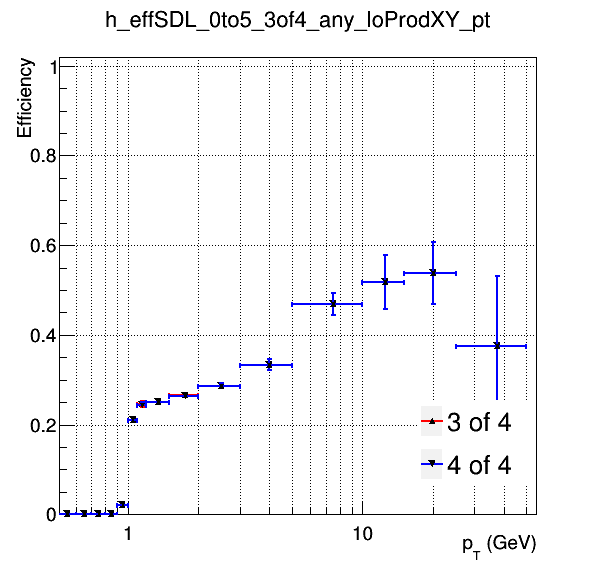 h_effSDL_0to5_3of4_any_loProdXY_pt
Efficiency
1
0.8
0.6
0.4
0.2
0
3 of 4
4 of 4
1
10
p_T (GeV)